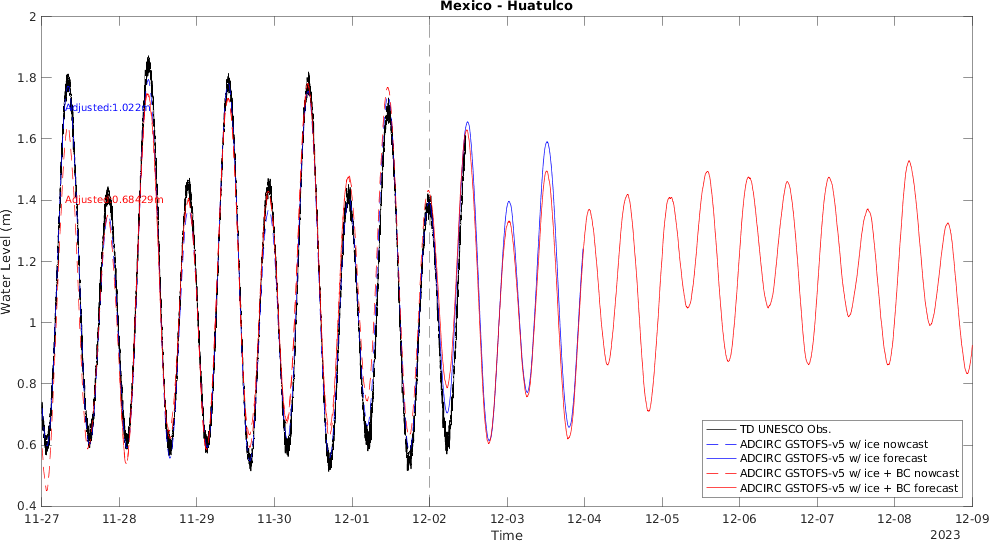 Mexico - Huatulco
2
1.8
1.6
1.4
1.2
1
0.8
0.6
0.4
Water Level (m)
Adjusted:1.022m
Adjusted:0.68429m
TD UNESCO Obs.
ADCIRC GSTOFS-v5 w/ ice nowcast
ADCIRC GSTOFS-v5 w/ ice forecast
ADCIRC GSTOFS-v5 w/ ice + BC nowcast
ADCIRC GSTOFS-v5 w/ ice + BC forecast
11-27 11-28 11-29 11-30 12-01 12-02 12-03 12-04 12-05 12-06 12-07 12-08 12-09
Time
2023